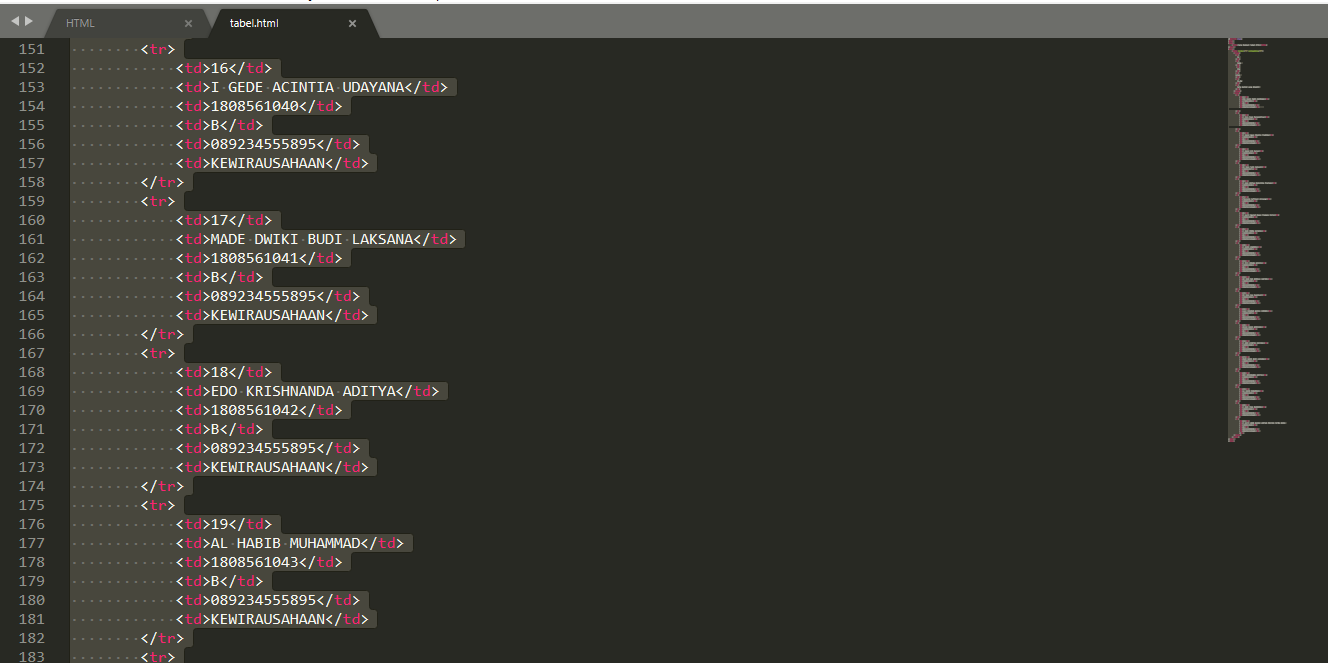 HTML × tabel.html ×
151 <tr>
152 <td>16</td>
153 <td>I GEDE ACINTIA UDAYANA</td>
154 <td>1808561040</td>
155 <td>B</td>
156 <td>089234555895</td>
157 <td>KEWIRAUSAHAAN</td>
158 </tr>
159 <tr>
160 <td>17</td>
161 <td>MADE DWIKI BUDI LAKSANA</td>
162 <td>1808561041</td>
163 <td>B</td>
164 <td>089234555895</td>
165 <td>KEWIRAUSAHAAN</td>
166 </tr>
167 <tr>
168 <td>18</td>
169 <td>EDO KRISHNANDA ADITYA</td>
170 <td>1808561042</td>
171 <td>B</td>
172 <td>089234555895</td>
173 <td>KEWIRAUSAHAAN</td>
174 </tr>
175 <tr>
176 <td>19</td>
177 <td>AL HABIB MUHAMMAD</td>
178 <td>1808561043</td>
179 <td>B</td>
180 <td>089234555895</td>
181 <td>KEWIRAUSAHAAN</td>
182 </tr>
183 <tr>